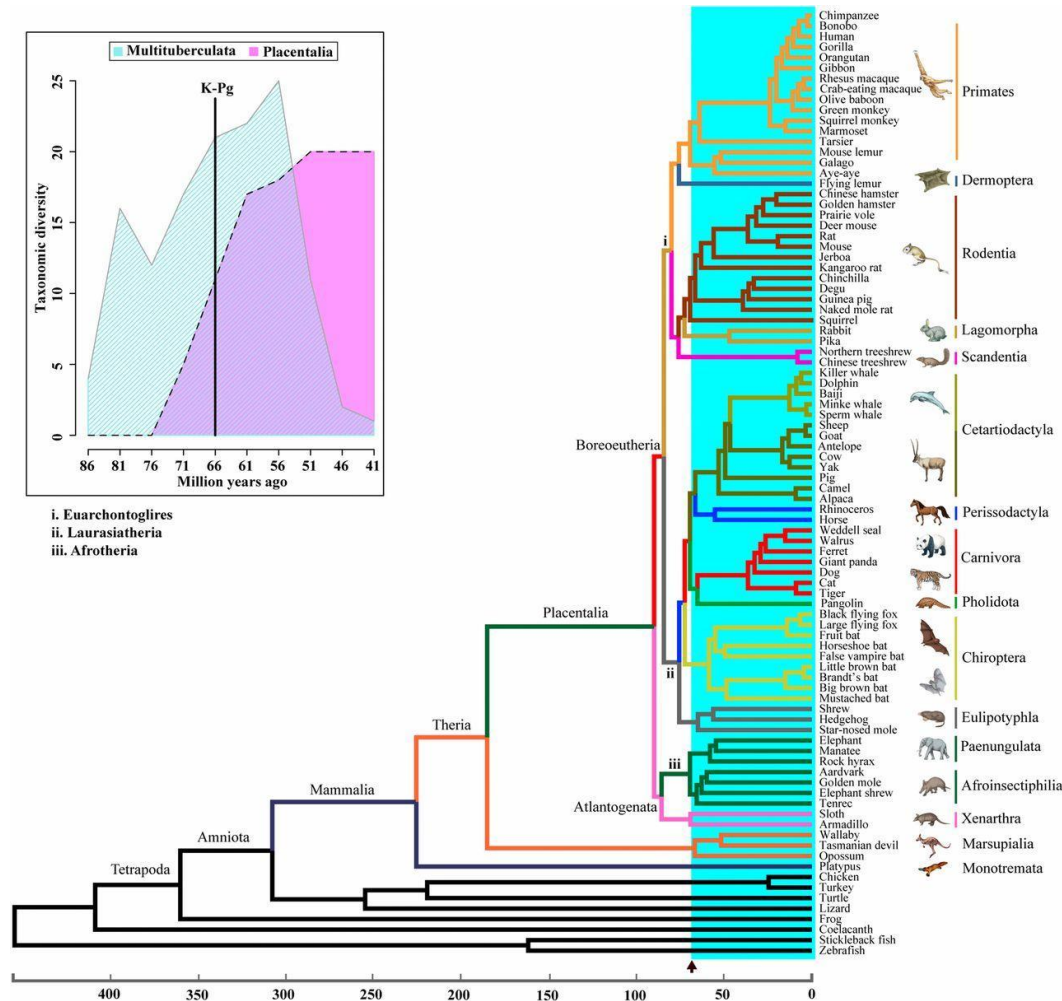 Multituberculata
Placentalia
K-Pg
Taxonomic diversity
25
20
15
10
5
0
86 81 76 71 66 61 56 51 46 41
Million years ago
i. Euarchontoglires
ii. Laurasiatheria
iii. Afrotheria
Tetrapoda
Amniota
Mammalia
Theria
Placentalia
Boreoeutheria
Atlantogenata
i
ii
iii
Chimpanzee
Bonobo
Human
Gorilla
Orangutan
Gibbon
Rhesus macaque
Crab-eating macaque
Olive baboon
Green monkey
Squirrel monkey
Marmoset
Tarsier
Mouse lemur
Galago
Aye-aye
Flying lemur
Chinese hamster
Golden hamster
Prairie vole
Deer mouse
Rat
Mouse
Jerboa
Kangaroo rat
Chinchilla
Degu
Guinea pig
Naked mole rat
Squirrel
Rabbit
Pika
Northern treeshrew
Chinese treeshrew
Killer whale
Dolphin
Baiji
Minke whale
Sperm whale
Sheep
Goat
Antelope
Cow
Yak
Pig
Camel
Alpaca
Rhinoceros
Horse
Weddell seal
Walrus
Ferret
Giant panda
Dog
Cat
Tiger
Pangolin
Black flying fox
Large flying fox
Fruit bat
Horseshoe bat
False vampire bat
Little brown bat
Brandt's bat
Big brown bat
Mustached bat
Shrew
Hedgehog
Star-nosed mole
Elephant
Manatee
Rock hyrax
Aardvark
Golden mole
Elephant shrew
Tenrec
Sloth
Armadillo
Wallaby
Tasmanian devil
Opossum
Platypus
Chicken
Turkey
Turtle
Lizard
Frog
Coelacanth
Stickleback fish
Zebrafish
Primates
Dermoptera
Rodentia
Lagomorpha
Scandentia
Cetartiodactyla
Perissodactyla
Carnivora
Pholidota
Chiroptera
Eulipotyphla
Paenungulata
Afroinsectiphilia
Xenarthra
Marsupialia
Monotremata
400 350 300 250 200 150 100 50 0